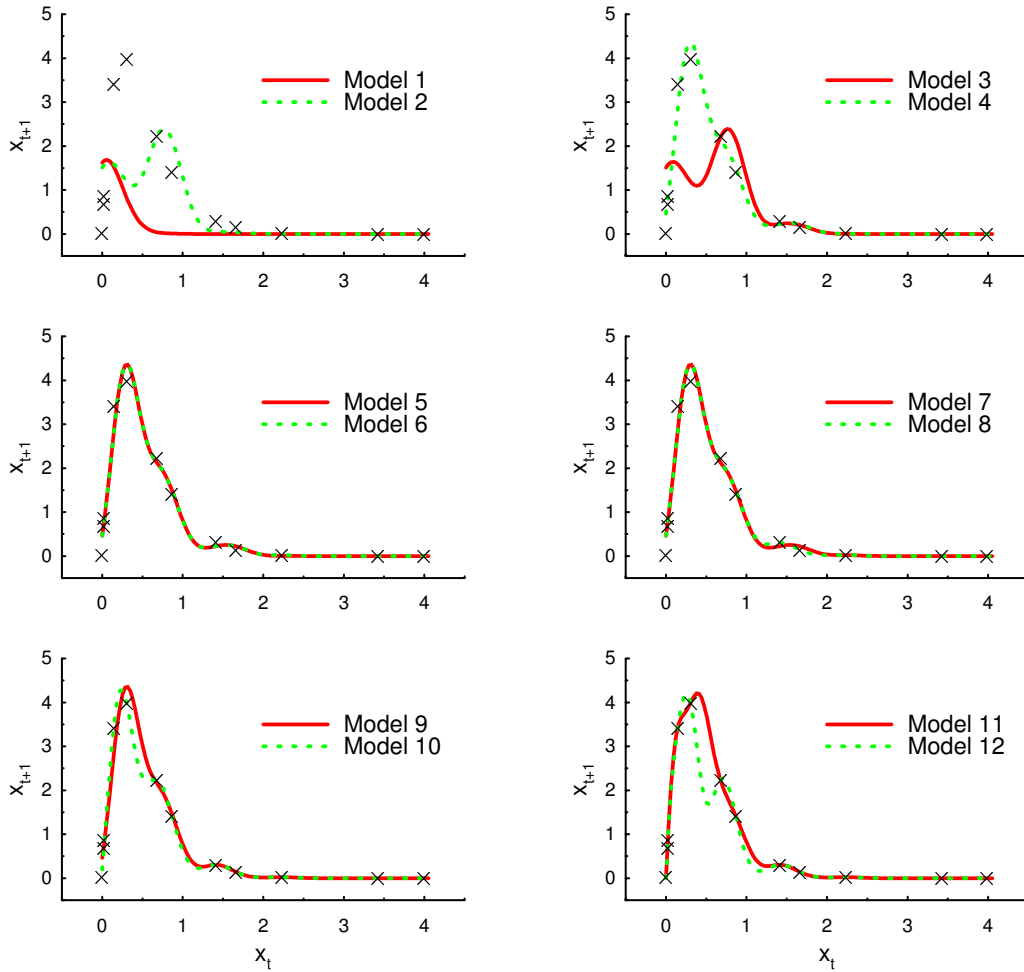 5
4
3
2
1
0
x_{t+1}
Model 1
Model 2
0 1 2 3 4
5
4
3
2
1
0
x_{t+1}
Model 3
Model 4
0 1 2 3 4
5
4
3
2
1
0
x_{t+1}
Model 5
Model 6
0 1 2 3 4
5
4
3
2
1
0
x_{t+1}
Model 7
Model 8
0 1 2 3 4
5
4
3
2
1
0
x_{t+1}
Model 9
Model 10
0 1 2 3 4
x_t
5
4
3
2
1
0
x_{t+1}
Model 11
Model 12
0 1 2 3 4
x_t